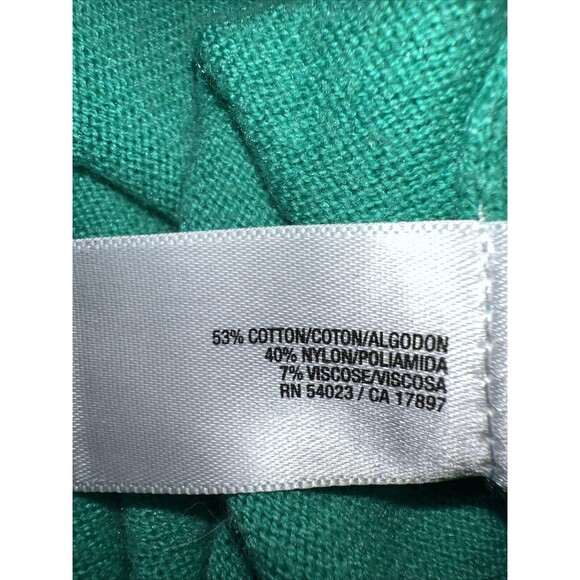 53% COTTON/COTON/ALGODON
40% NYLON/POLIAMIDA
7% VISCOSE/VISCOSA
RN 54023 / CA 17897